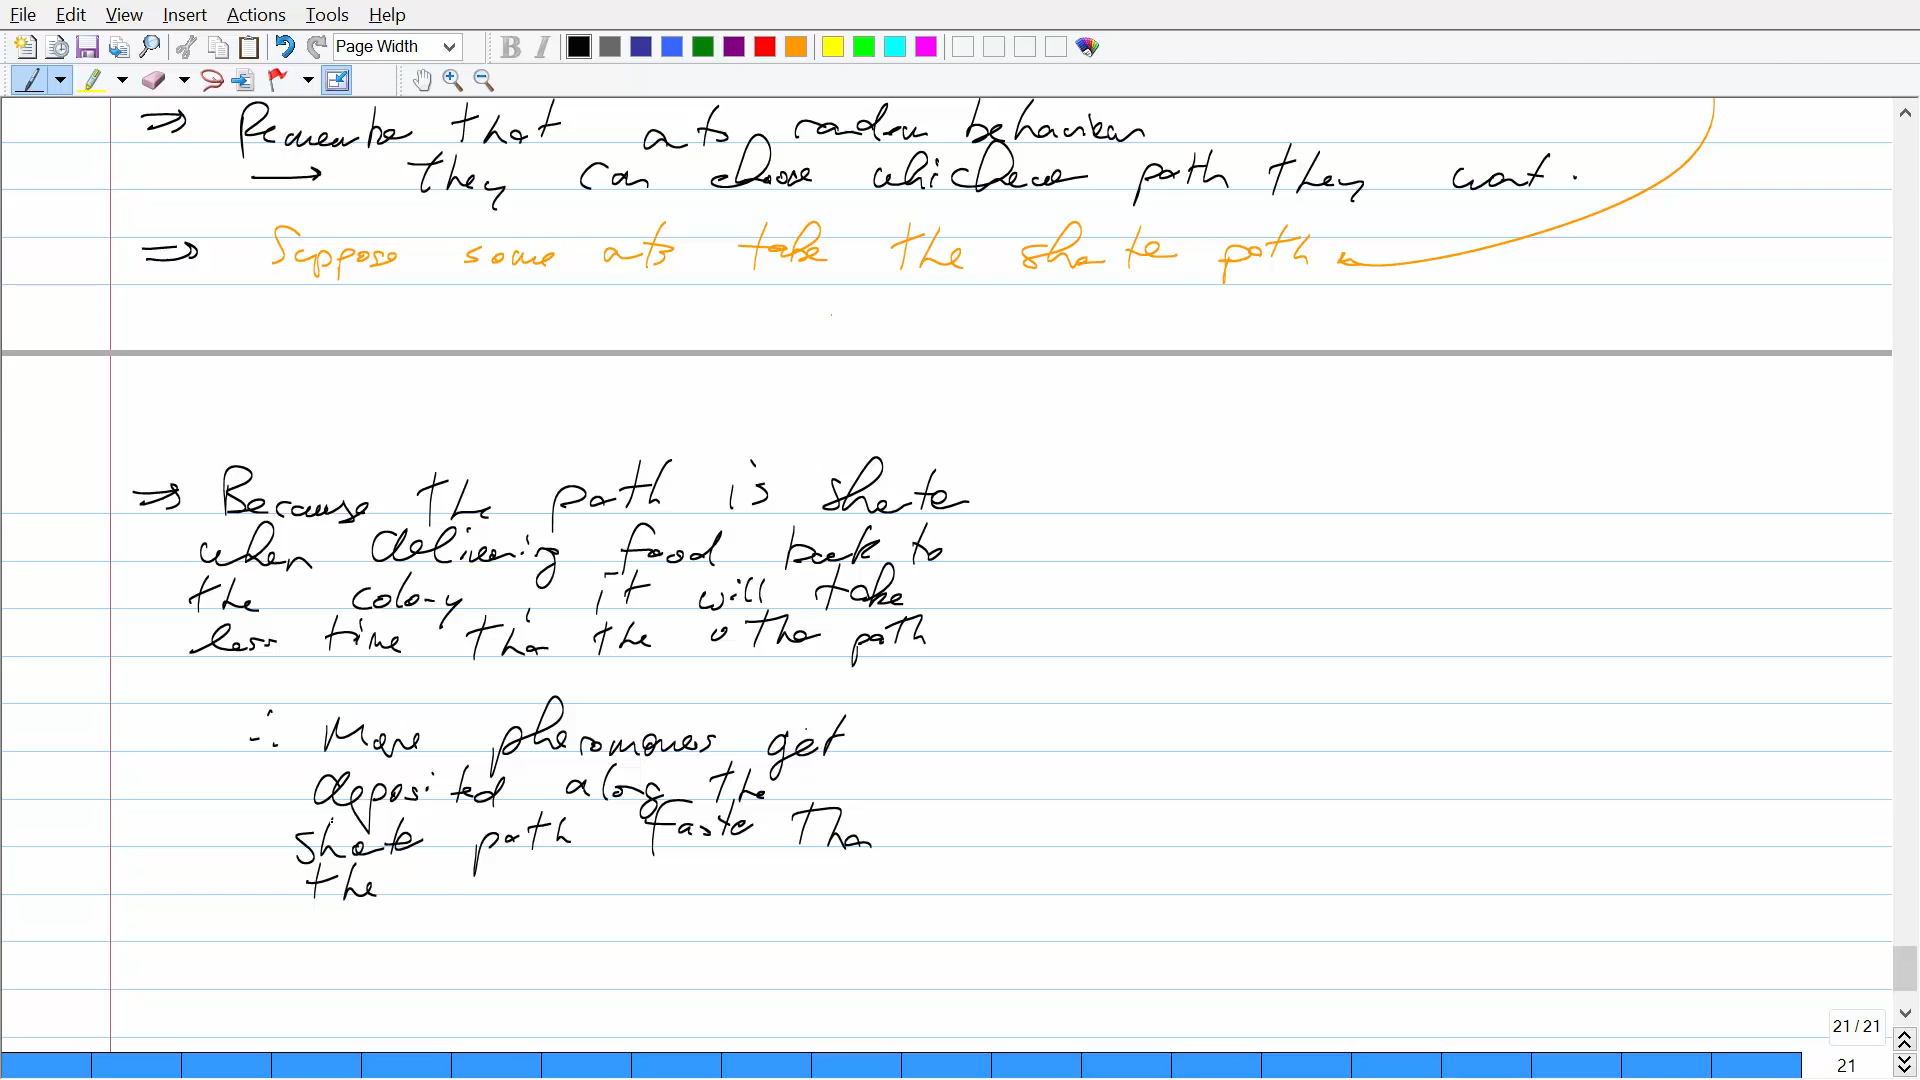 File Edit View Insert Actions Tools Help
Page Width
B I
⇒ Remember that ants random behaviour
→ they can choose whichever path they want.
⇒ Suppose some ants take the shorter path
⇒ Because the path is shorter
when delivering food back to
the colony, it will take
less time than the other path
∴ More pheromones get
deposited along the
shorter path faster than
the
21 / 21
21